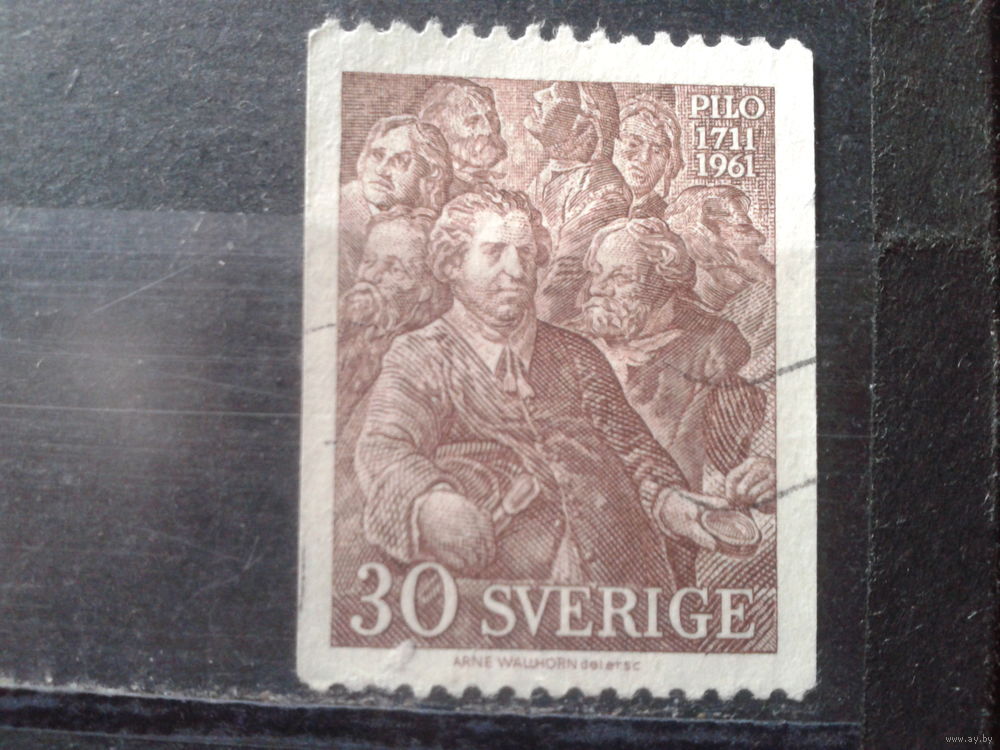 PILO
1711
1961
30 SVERIGE
ARNE WALLHORN del et sc
www.ay.by